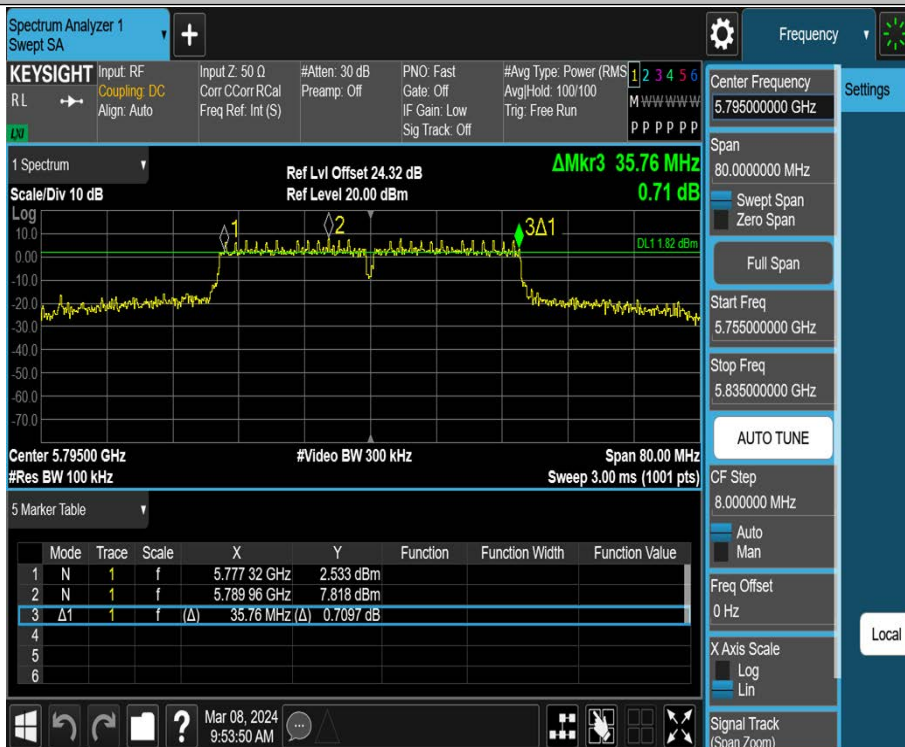 Spectrum Analyzer 1
Swept SA
+
Frequency
KEYSIGHT Input: RF Input Z: 50 Ω #Atten: 30 dB PNO: Fast #Avg Type: Power (RMS 1 2 3 4 5 6
R L Coupling: DC Corr CCorr RCal Preamp: Off Gate: Off Avg|Hold: 100/100 M W W W W W
Align: Auto Freq Ref: Int (S) IF Gain: Low Trig: Free Run
LXI Sig Track: Off P P P P P P
1 Spectrum
Scale/Div 10 dB
Ref Lvl Offset 24.32 dB
Ref Level 20.00 dBm
ΔMkr3 35.76 MHz
0.71 dB
Log
10.0
0.00
-10.0
-20.0
-30.0
-40.0
-50.0
-60.0
-70.0
1
2
3Δ1
DL1 1.82 dBm
Center 5.79500 GHz #Video BW 300 kHz Span 80.00 MHz
#Res BW 100 kHz Sweep 3.00 ms (1001 pts)
5 Marker Table
Mode Trace Scale X Y Function Function Width Function Value
1 N 1 f 5.777 32 GHz 2.533 dBm
2 N 1 f 5.789 96 GHz 7.818 dBm
3 Δ1 1 f (Δ) 35.76 MHz (Δ) 0.7097 dB
4
5
6
?
Mar 08, 2024
9:53:50 AM
Center Frequency
5.795000000 GHz
Span
80.0000000 MHz
Swept Span
Zero Span
Full Span
Start Freq
5.755000000 GHz
Stop Freq
5.835000000 GHz
AUTO TUNE
CF Step
8.000000 MHz
Auto
Man
Freq Offset
0 Hz
X Axis Scale
Log
Lin
Signal Track
(Span Zoom)
Settings
Local